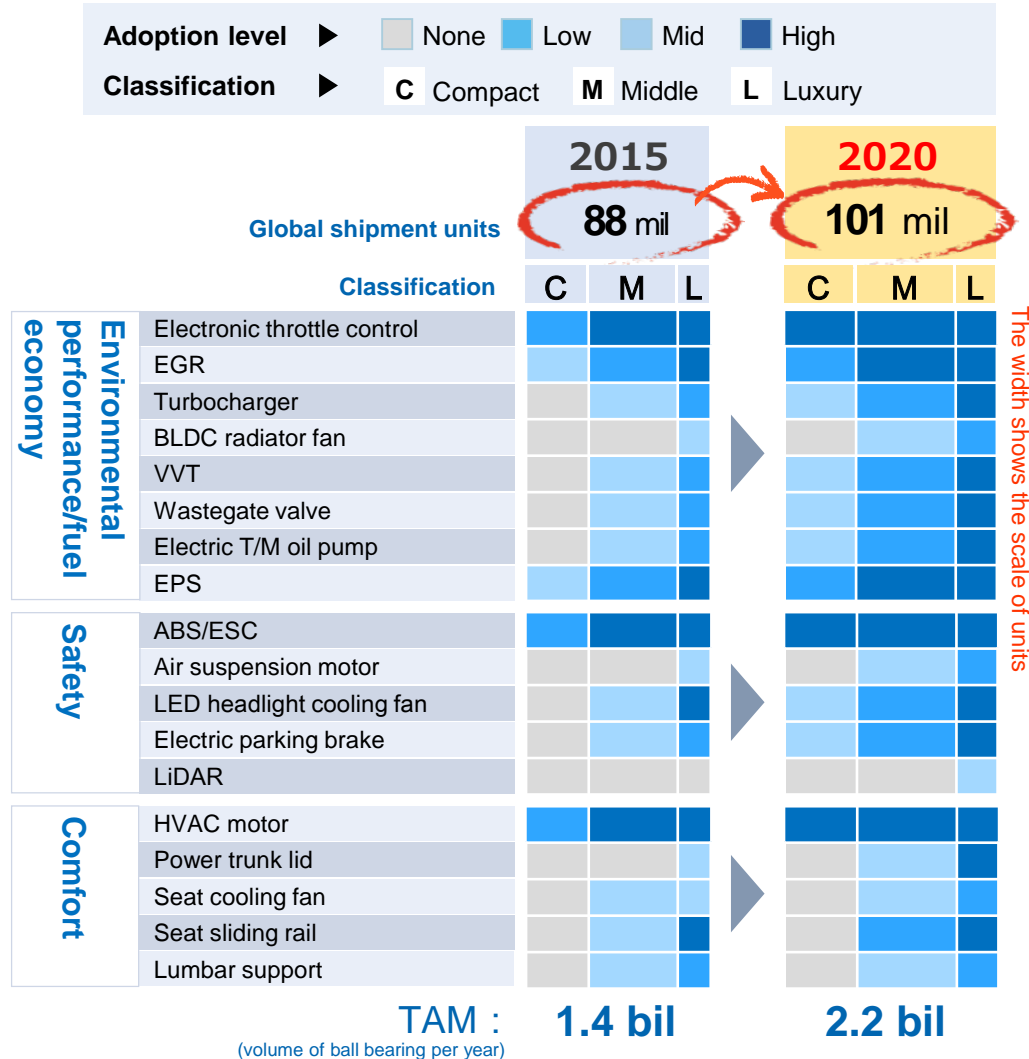 Adoption level ▶ None Low Mid High
Classification ▶ C Compact M Middle L Luxury
2015 2020
Global shipment units 88 mil 101 mil
Classification C M L C M L
Environmental
performance/fuel
economy
Electronic throttle control
EGR
Turbocharger
BLDC radiator fan
VVT
Wastegate valve
Electric T/M oil pump
EPS
Safety
ABS/ESC
Air suspension motor
LED headlight cooling fan
Electric parking brake
LiDAR
Comfort
HVAC motor
Power trunk lid
Seat cooling fan
Seat sliding rail
Lumbar support
The width shows the scale of units
TAM : 1.4 bil 2.2 bil
(volume of ball bearing per year)